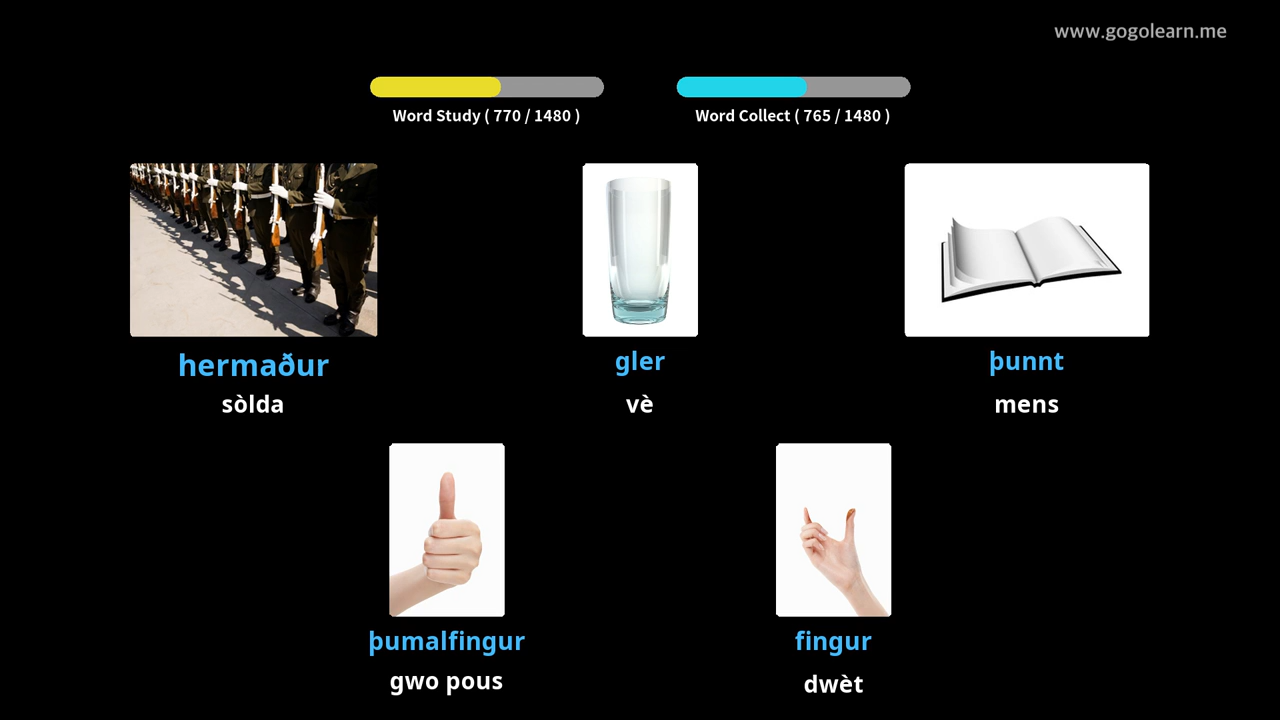 www.gogolearn.me
Word Study ( 770 / 1480 )
Word Collect ( 765 / 1480 )
hermaður
gler
þunnt
sòlda
vè
mens
þumalfingur
fingur
gwo pous
dwèt